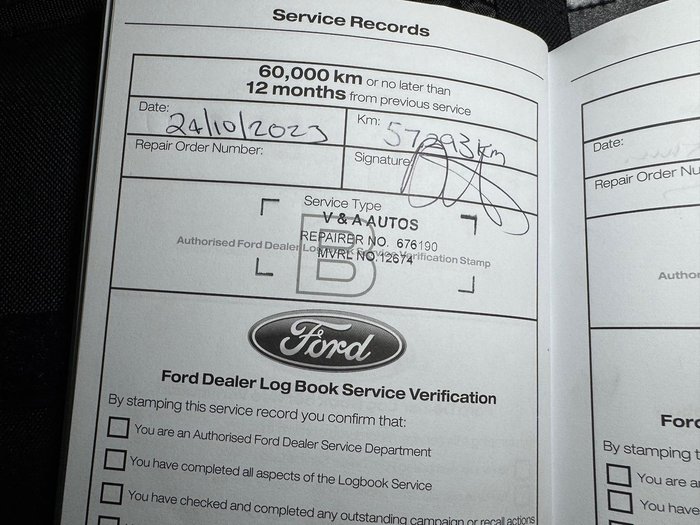 Service Records
60,000 km or no later than
12 months from previous service
Date:
24/10/2023
Km:
57293km
Repair Order Number:
Signature
Service Type
B
V & A AUTOS
REPAIRER NO. 676190
MVRL NO.12674
Authorised Ford Dealer Log Service Verification Stamp
Ford
Ford Dealer Log Book Service Verification
By stamping this service record you confirm that:
You are an Authorised Ford Dealer Service Department
You have completed all aspects of the Logbook Service
You have checked and completed any outstanding campaign or recall actions
Date:
Repair Order Nu
Author
Ford
By stamping t
You are a
You have